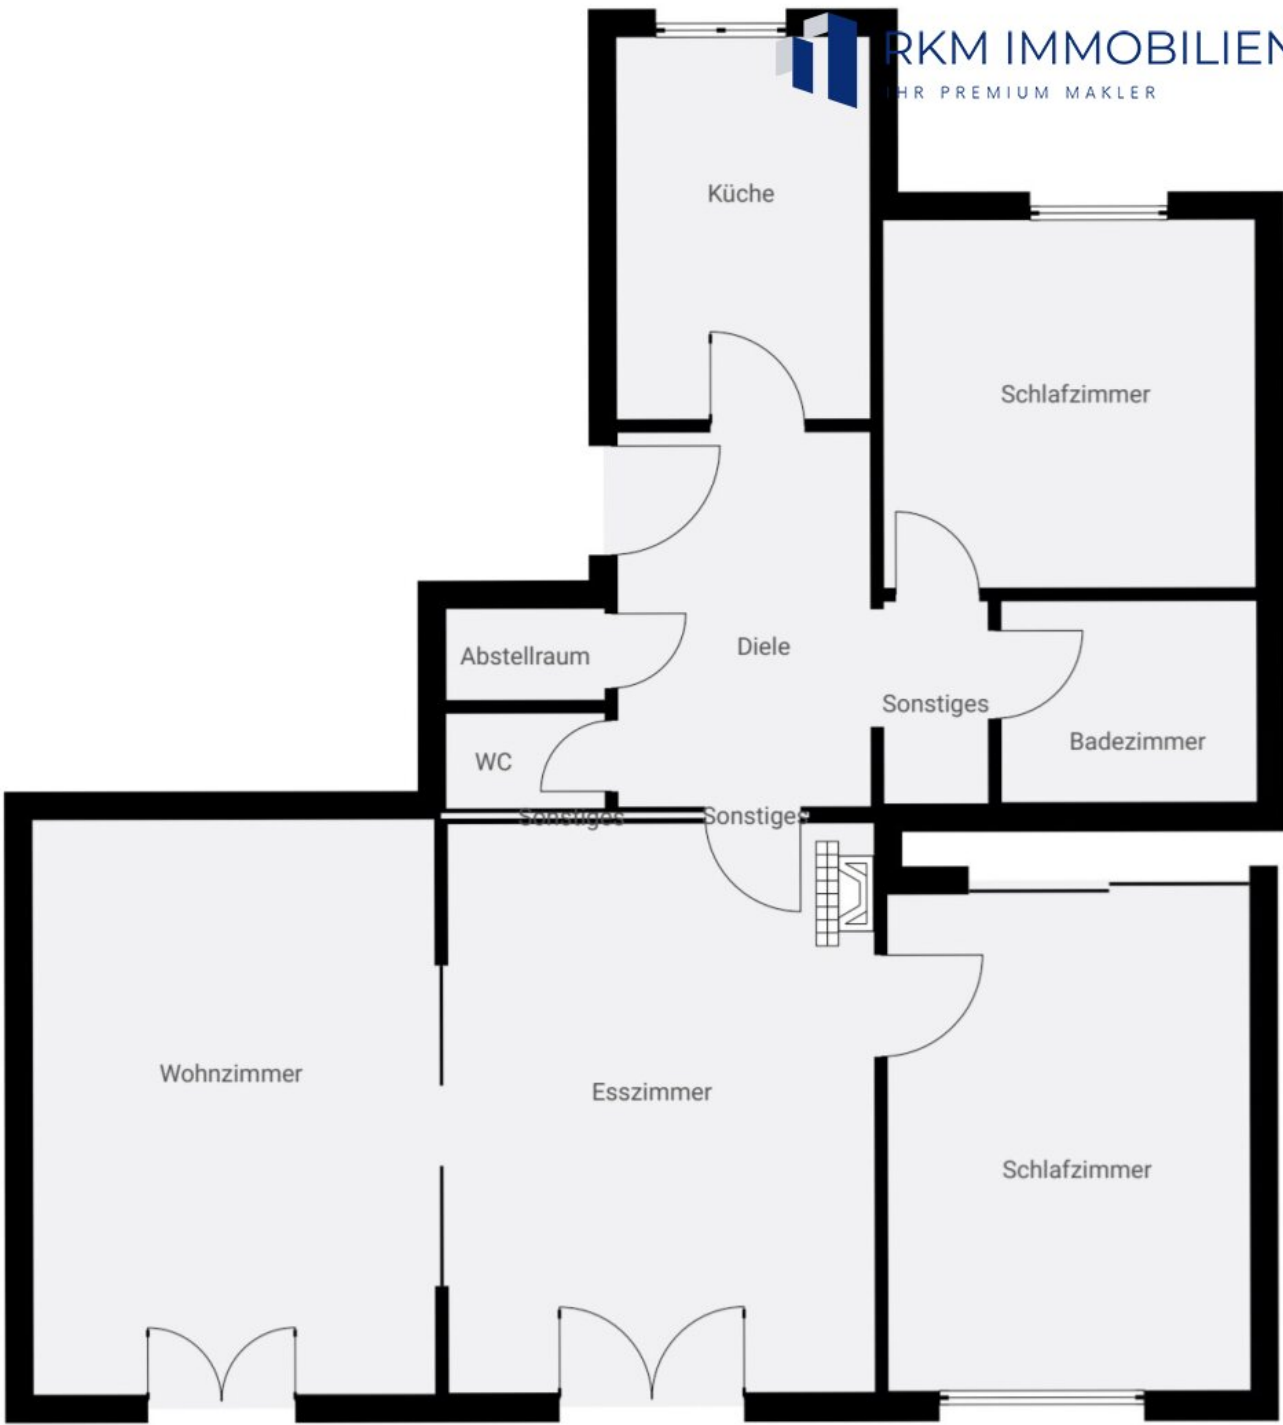 RKM IMMOBILIEN
IHR PREMIUM MAKLER
Küche
Schlafzimmer
Diele
Abstellraum
Sonstiges
Badezimmer
WC
Sonstiges
Sonstiges
Wohnzimmer
Esszimmer
Schlafzimmer